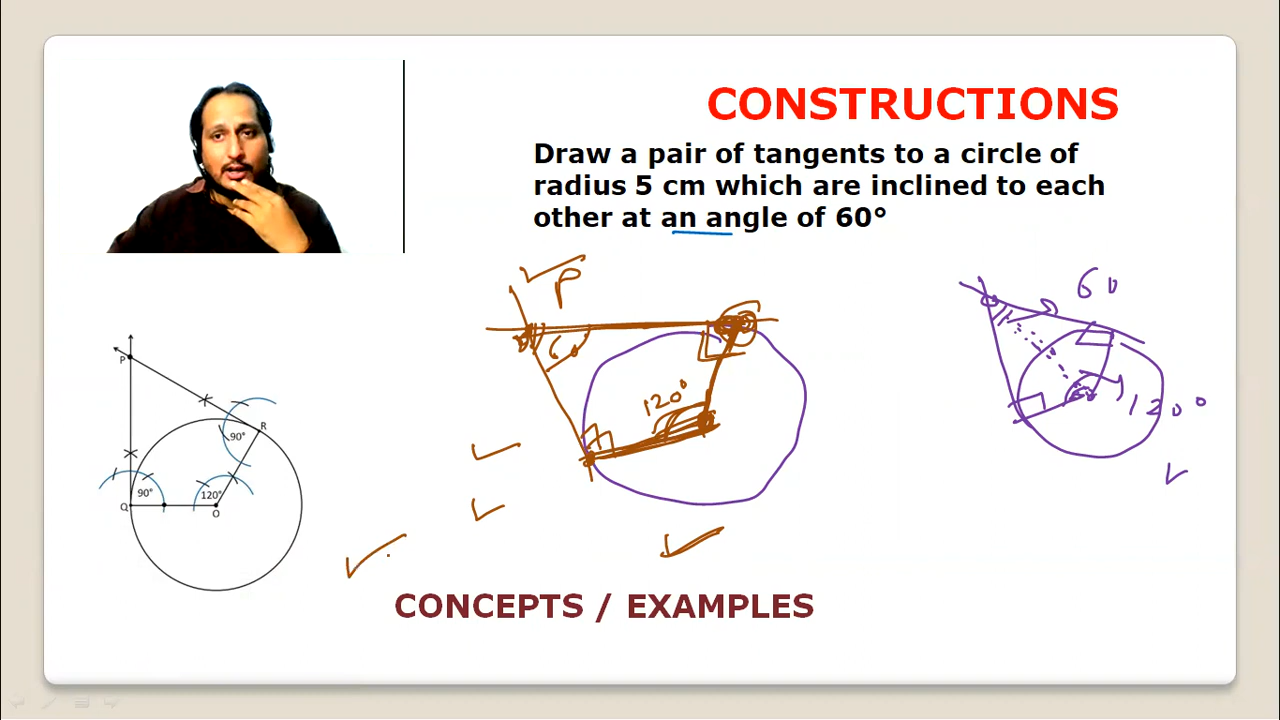 CONSTRUCTIONS
Draw a pair of tangents to a circle of
radius 5 cm which are inclined to each
other at an angle of 60°
P
60
120°
60
120°
P
R
90°
90°
120°
Q
O
CONCEPTS / EXAMPLES